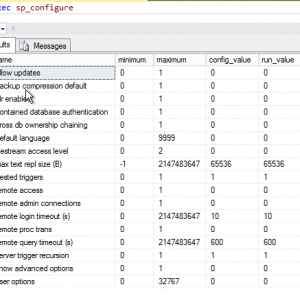 ec sp_configure
ults Messages
ame minimum maximum config_value run_value
llow updates 0 1 0 0
ackup compression default 0 1 0 0
lr enabled 0 1 0 0
ontained database authentication 0 1 0 0
ross db ownership chaining 0 1 0 0
efault language 0 9999 0 0
lestream access level 0 2 0 0
ax text repl size (B) -1 2147483647 65536 65536
ested triggers 0 1 1 1
emote access 0 1 0 0
emote admin connections 0 1 0 0
emote login timeout (s) 0 2147483647 10 10
emote proc trans 0 1 0 0
emote query timeout (s) 0 2147483647 600 600
erver trigger recursion 0 1 1 1
how advanced options 0 1 0 0
ser options 0 32767 0 0